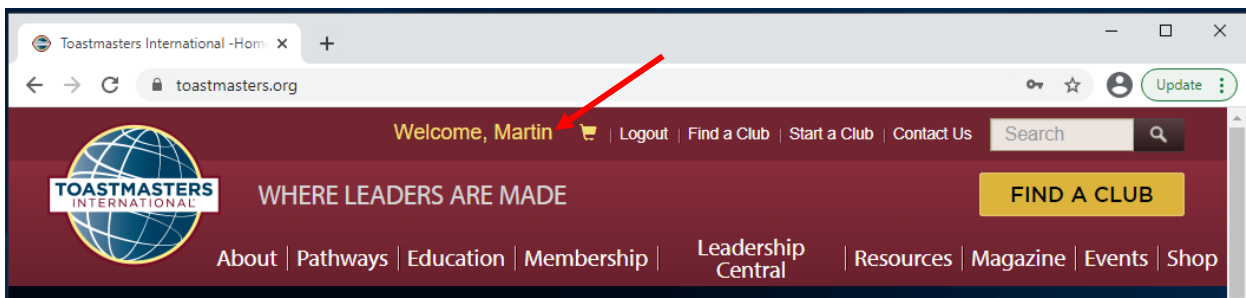 Toastmasters International -Hom
toastmasters.org
Update
Welcome, Martin | Logout | Find a Club | Start a Club | Contact Us Search
TOASTMASTERS
INTERNATIONAL
WHERE LEADERS ARE MADE
FIND A CLUB
About | Pathways | Education | Membership | Leadership Central | Resources | Magazine | Events | Shop